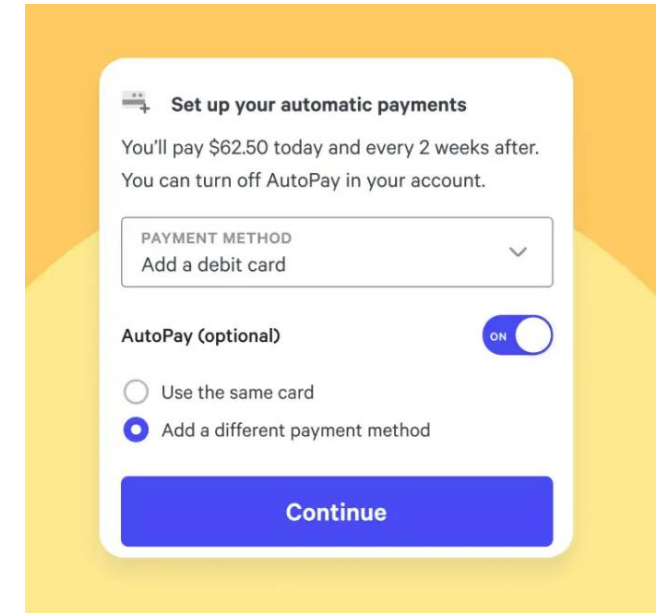 Set up your automatic payments
You'll pay $62.50 today and every 2 weeks after.
You can turn off AutoPay in your account.
PAYMENT METHOD
Add a debit card
AutoPay (optional)
ON
Use the same card
Add a different payment method
Continue